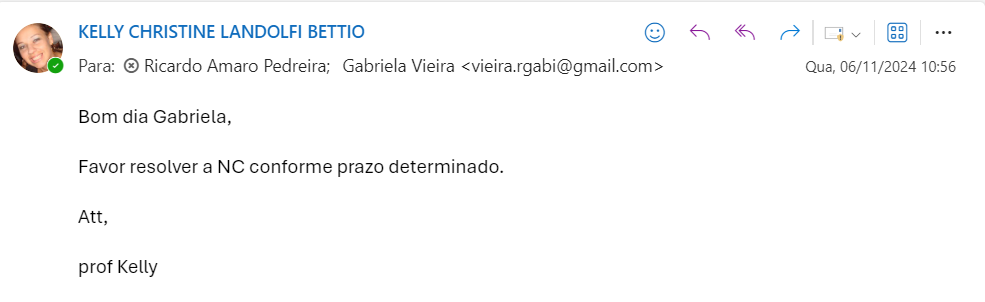 KELLY CHRISTINE LANDOLFI BETTIO
Para: Ricardo Amaro Pedreira; Gabriela Vieira <vieira.rgabi@gmail.com>
Qua, 06/11/2024 10:56
Bom dia Gabriela,
Favor resolver a NC conforme prazo determinado.
Att,
prof Kelly